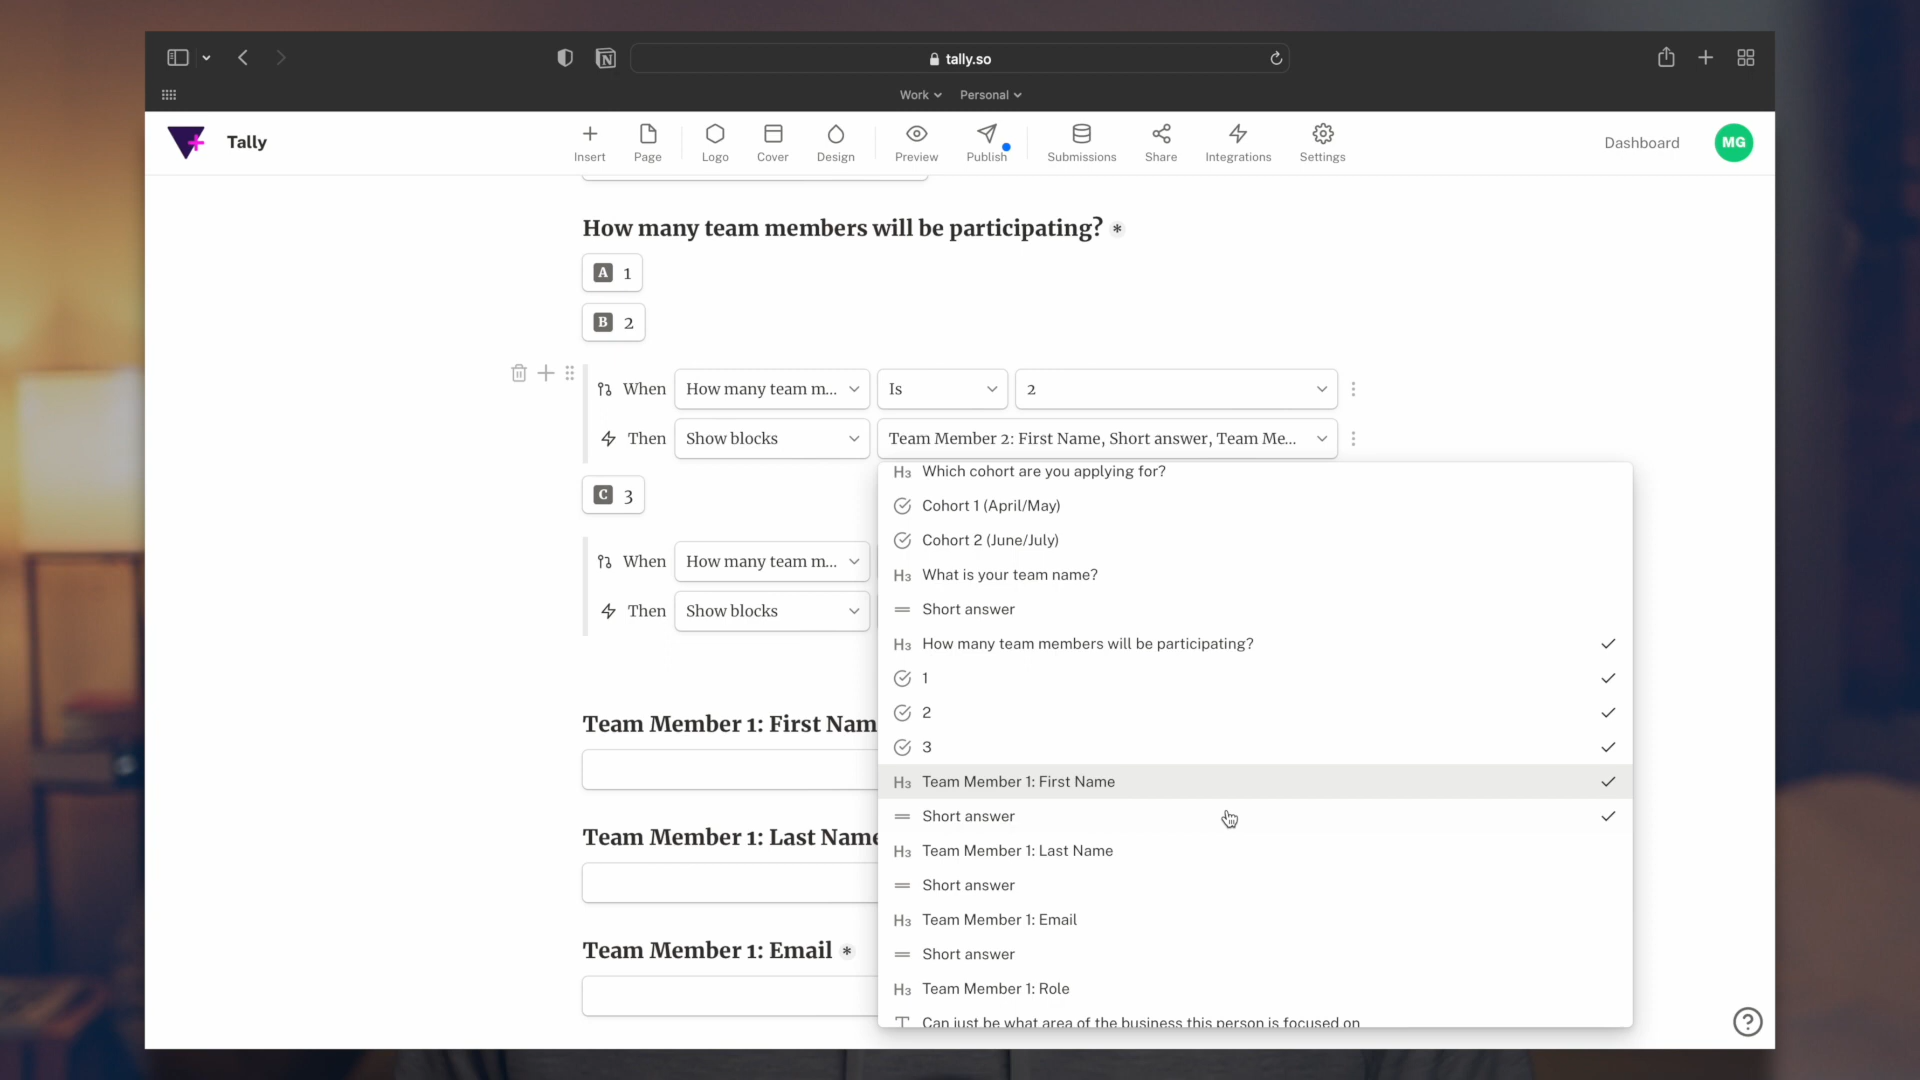 tally.so
Work
Personal
Tally
Insert
Page
Logo
Cover
Design
Preview
Publish
Submissions
Share
Integrations
Settings
Dashboard
MG
How many team members will be participating? *
A 1
B 2
When How many team m... Is 2
Then Show blocks Team Member 2: First Name, Short answer, Team Me...
C 3
When How many team m...
Then Show blocks
Team Member 1: First Nam
Team Member 1: Last Name
Team Member 1: Email *
H3 Which cohort are you applying for?
Cohort 1 (April/May)
Cohort 2 (June/July)
H3 What is your team name?
Short answer
H3 How many team members will be participating?
1
2
3
H3 Team Member 1: First Name
Short answer
H3 Team Member 1: Last Name
Short answer
H3 Team Member 1: Email
Short answer
H3 Team Member 1: Role
T Can just be what area of the business this person is focused on
?